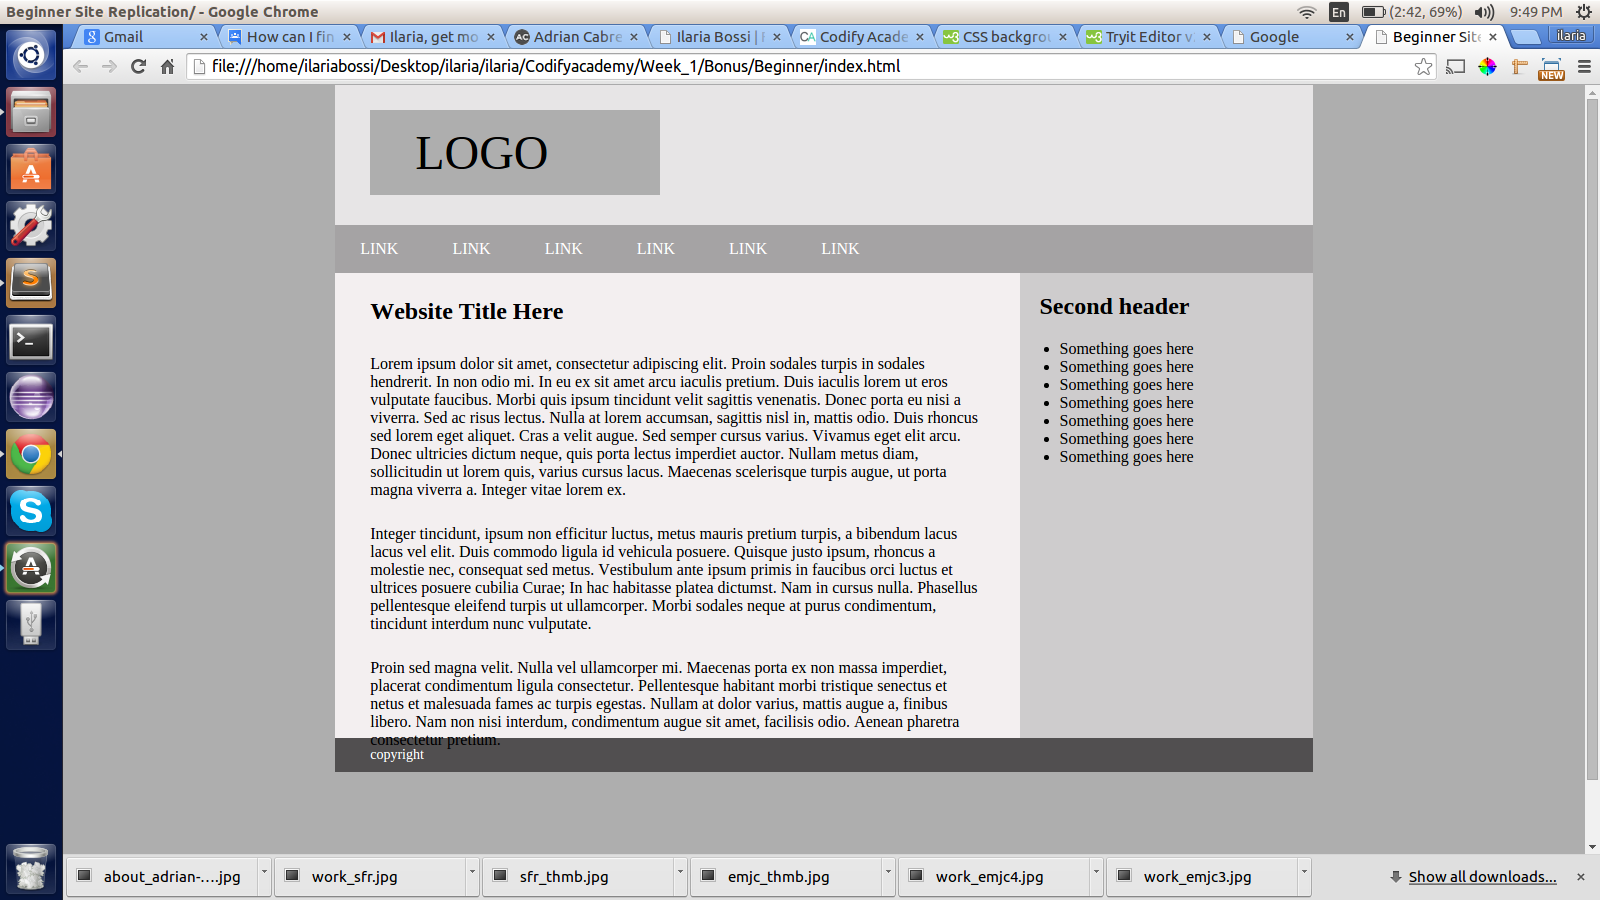 Beginner Site Replication/ - Google Chrome
En (2:42, 69%) 9:49 PM
Gmail How can I fin Ilaria, get mo AC Adrian Cabre Ilaria Bossi | CA Codify Acade w3 CSS backgrou w3 Tryit Editor v Google Beginner Sit ilaria
file:///home/ilariabossi/Desktop/ilaria/ilaria/Codifyacademy/Week_1/Bonus/Beginner/index.html NEW
LOGO
LINK LINK LINK LINK LINK LINK
Website Title Here
Lorem ipsum dolor sit amet, consectetur adipiscing elit. Proin sodales turpis in sodales
hendrerit. In non odio mi. In eu ex sit amet arcu iaculis pretium. Duis iaculis lorem ut eros
vulputate faucibus. Morbi quis ipsum tincidunt velit sagittis venenatis. Donec porta eu nisi a
viverra. Sed ac risus lectus. Nulla at lorem accumsan, sagittis nisl in, mattis odio. Duis rhoncus
sed lorem eget aliquet. Cras a velit augue. Sed semper cursus varius. Vivamus eget elit arcu.
Donec ultricies dictum neque, quis porta lectus imperdiet auctor. Nullam metus diam,
sollicitudin ut lorem quis, varius cursus lacus. Maecenas scelerisque turpis augue, ut porta
magna viverra a. Integer vitae lorem ex.
Integer tincidunt, ipsum non efficitur luctus, metus mauris pretium turpis, a bibendum lacus
lacus vel elit. Duis commodo ligula id vehicula posuere. Quisque justo ipsum, rhoncus a
molestie nec, consequat sed metus. Vestibulum ante ipsum primis in faucibus orci luctus et
ultrices posuere cubilia Curae; In hac habitasse platea dictumst. Nam in cursus nulla. Phasellus
pellentesque eleifend turpis ut ullamcorper. Morbi sodales neque at purus condimentum,
tincidunt interdum nunc vulputate.
Proin sed magna velit. Nulla vel ullamcorper mi. Maecenas porta ex non massa imperdiet,
placerat condimentum ligula consectetur. Pellentesque habitant morbi tristique senectus et
netus et malesuada fames ac turpis egestas. Nullam at dolor varius, mattis augue a, finibus
libero. Nam non nisi interdum, condimentum augue sit amet, facilisis odio. Aenean pharetra
consectetur pretium.
Second header
Something goes here
Something goes here
Something goes here
Something goes here
Something goes here
Something goes here
Something goes here
copyright
about_adrian-....jpg work_sfr.jpg sfr_thmb.jpg emjc_thmb.jpg work_emjc4.jpg work_emjc3.jpg Show all downloads...